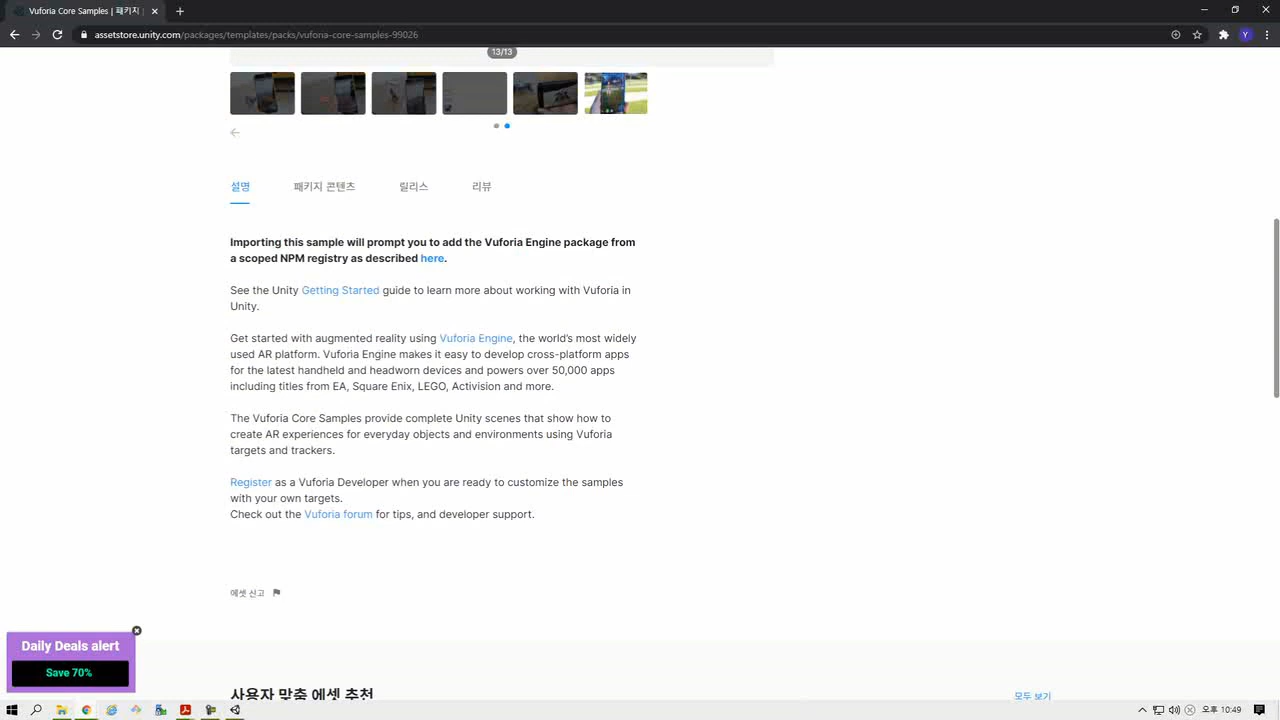 Vuforia Core Samples | 패키지 |
assetstore.unity.com/packages/templates/packs/vuforia-core-samples-99026
Y
13/13
설명
패키지 콘텐츠
릴리스
리뷰
Importing this sample will prompt you to add the Vuforia Engine package from
a scoped NPM registry as described here.
See the Unity Getting Started guide to learn more about working with Vuforia in
Unity.
Get started with augmented reality using Vuforia Engine, the world's most widely
used AR platform. Vuforia Engine makes it easy to develop cross-platform apps
for the latest handheld and headworn devices and powers over 50,000 apps
including titles from EA, Square Enix, LEGO, Activision and more.
The Vuforia Core Samples provide complete Unity scenes that show how to
create AR experiences for everyday objects and environments using Vuforia
targets and trackers.
Register as a Vuforia Developer when you are ready to customize the samples
with your own targets.
Check out the Vuforia forum for tips, and developer support.
에셋 신고
Daily Deals alert
Save 70%
사용자 맞춤 에셋 추천
모두 보기
오후 10:49